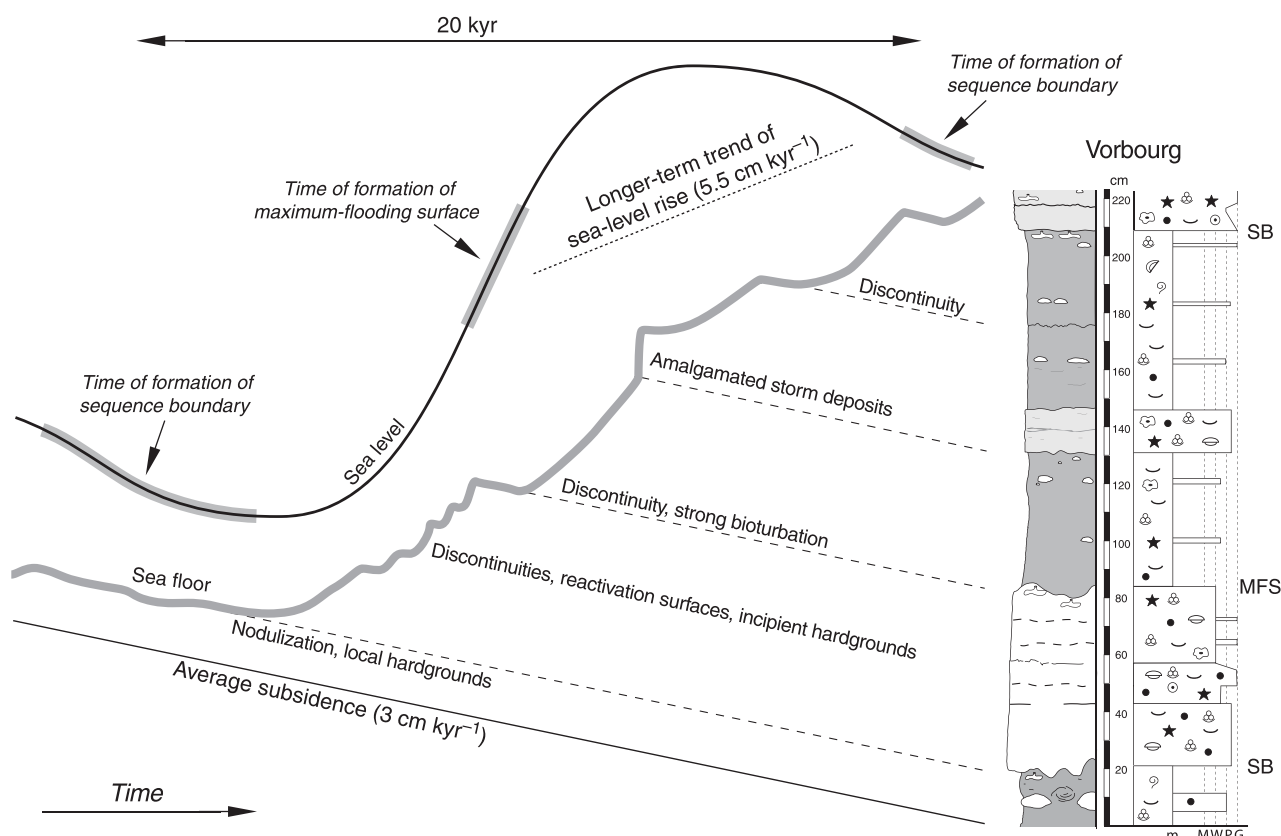 20 kyr
Time of formation of
sequence boundary
Longer-term trend of
sea-level rise (5.5 cm kyr⁻¹)
Time of formation of
maximum-flooding surface
Time of formation of
sequence boundary
Sea level
Sea floor
Discontinuity
Amalgamated storm deposits
Discontinuity, strong bioturbation
Discontinuities, reactivation surfaces, incipient hardgrounds
Nodulization, local hardgrounds
Average subsidence (3 cm kyr⁻¹)
Time
Vorbourg
cm
220
SB
200
180
160
140
120
100
80
MFS
60
40
20
SB
m MWPG